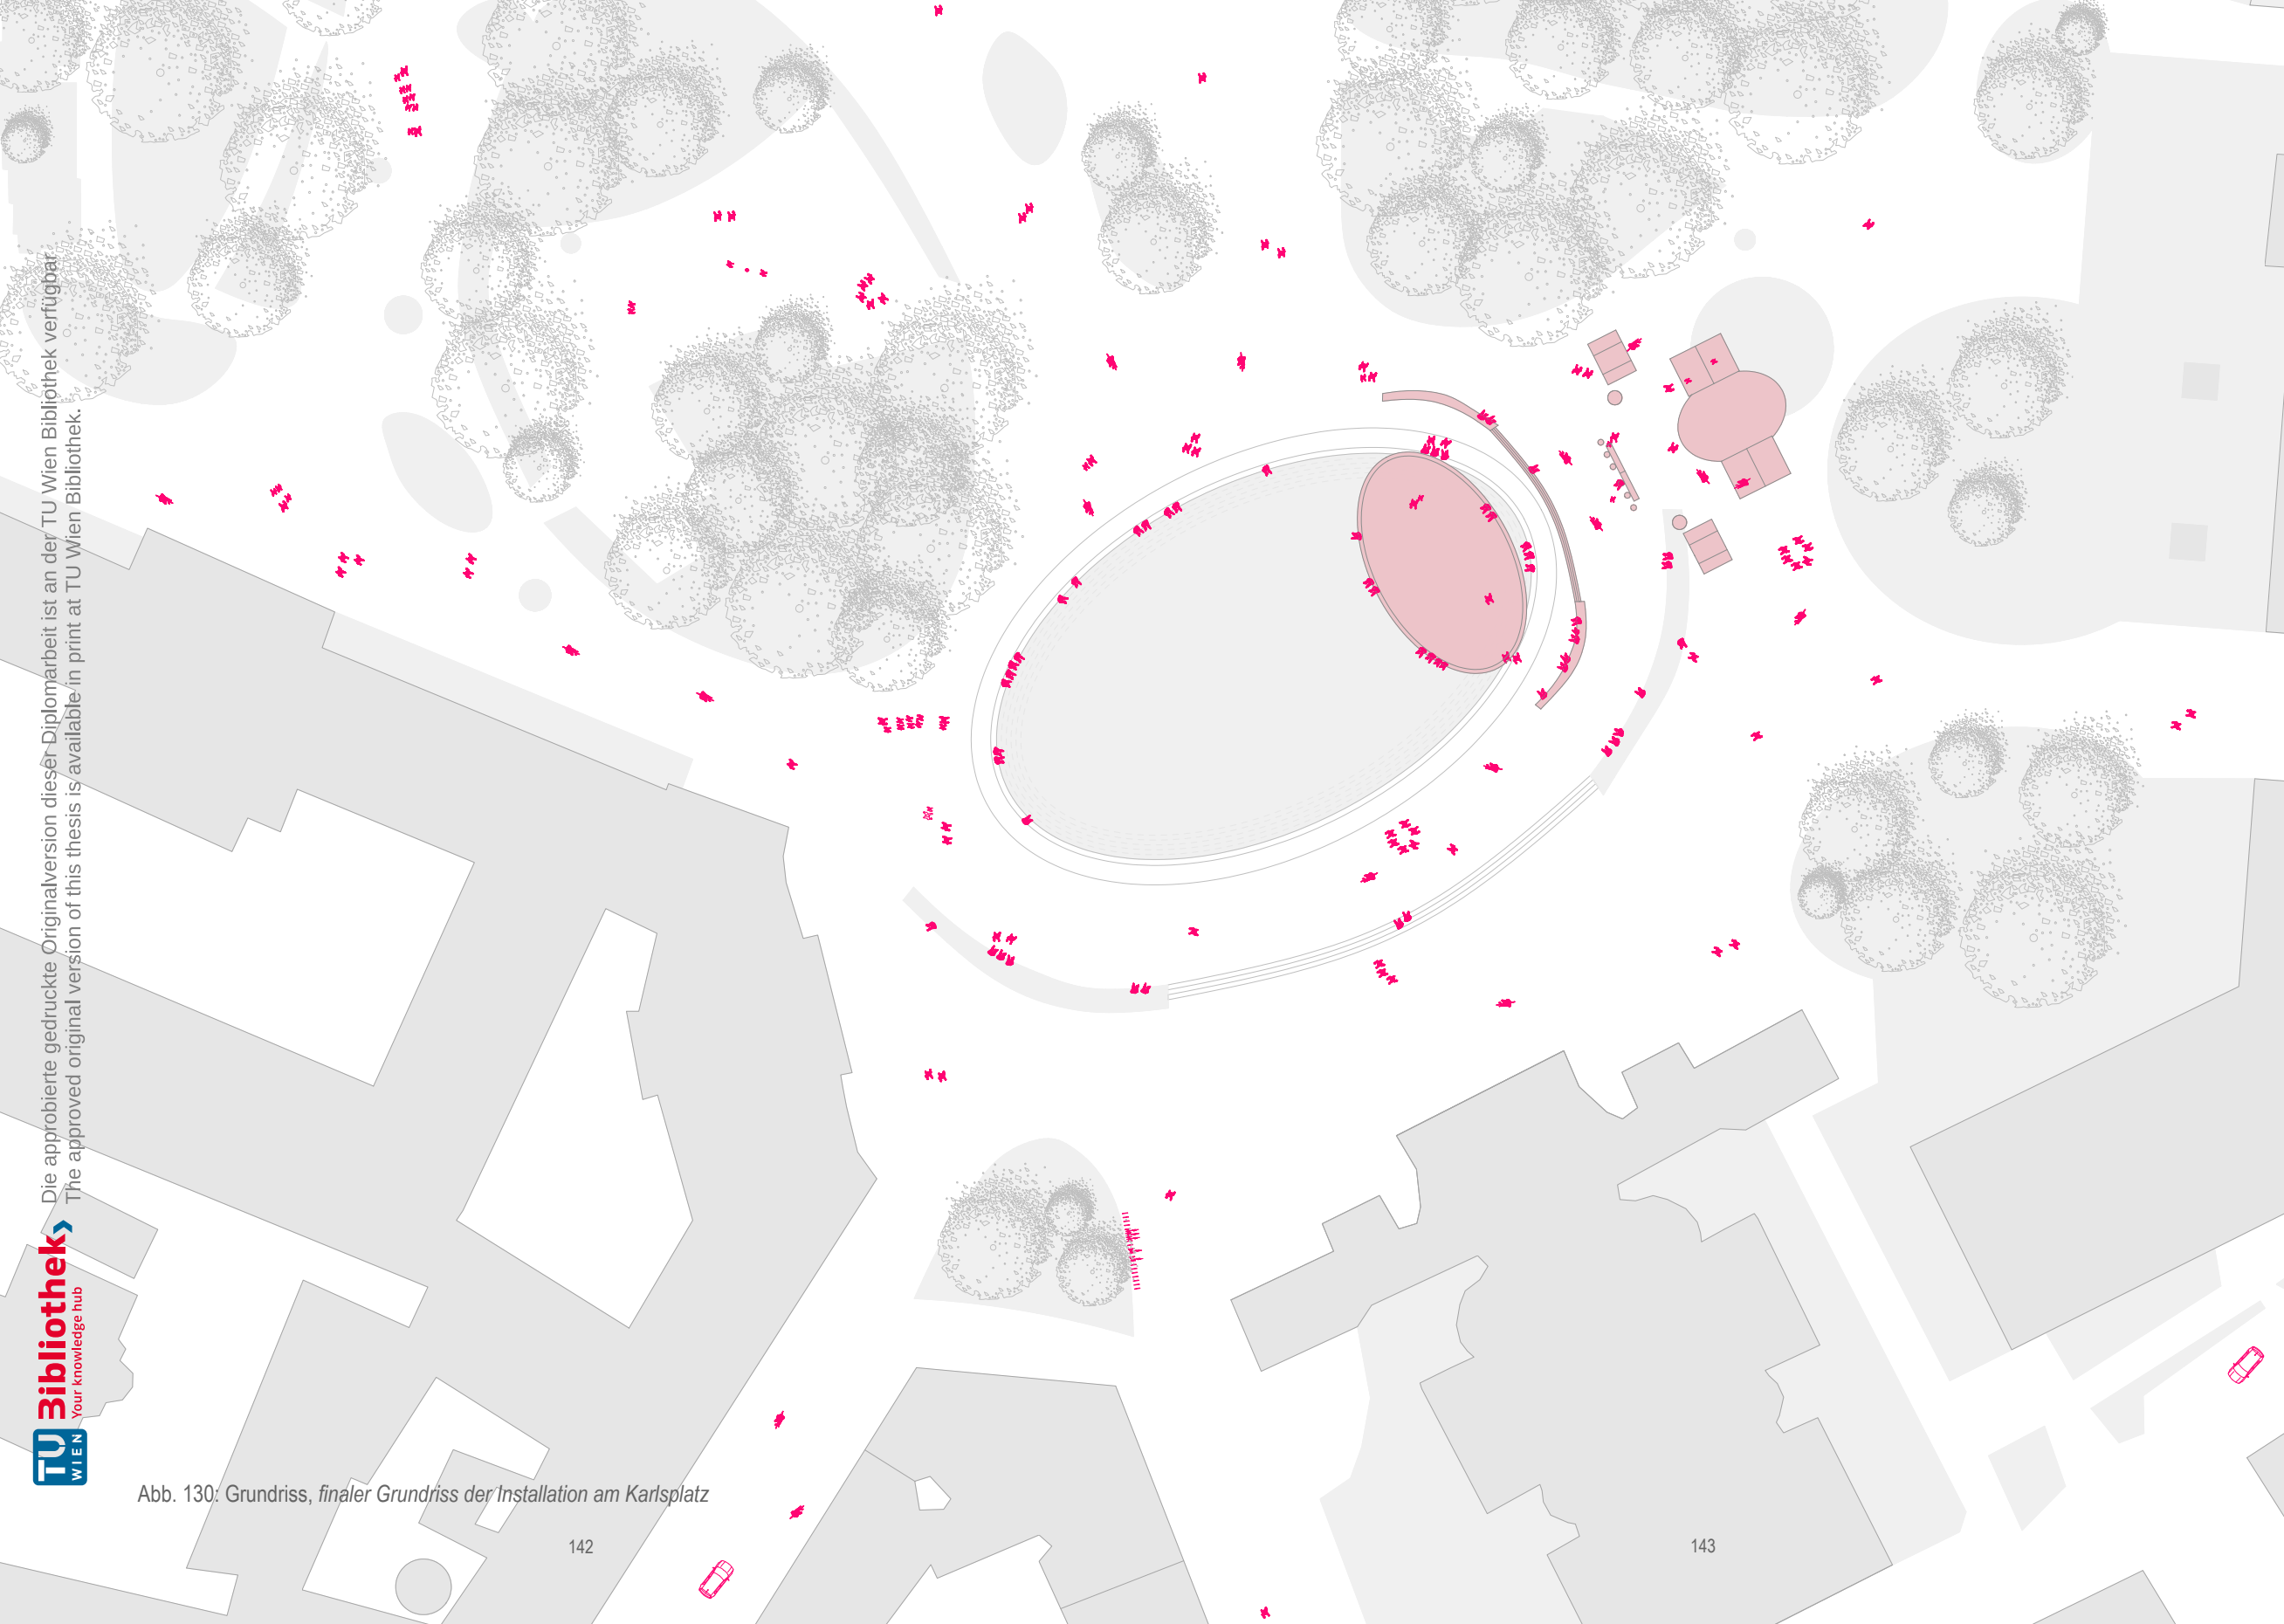 Die approbierte gedruckte Originalversion dieser Diplomarbeit ist an der TU Wien Bibliothek verfügbar
The approved original version of this thesis is available in print at TU Wien Bibliothek.
TU
WIEN
Bibliothek
Your knowledge hub
Abb. 130: Grundriss, finaler Grundriss der Installation am Karlsplatz
142
143